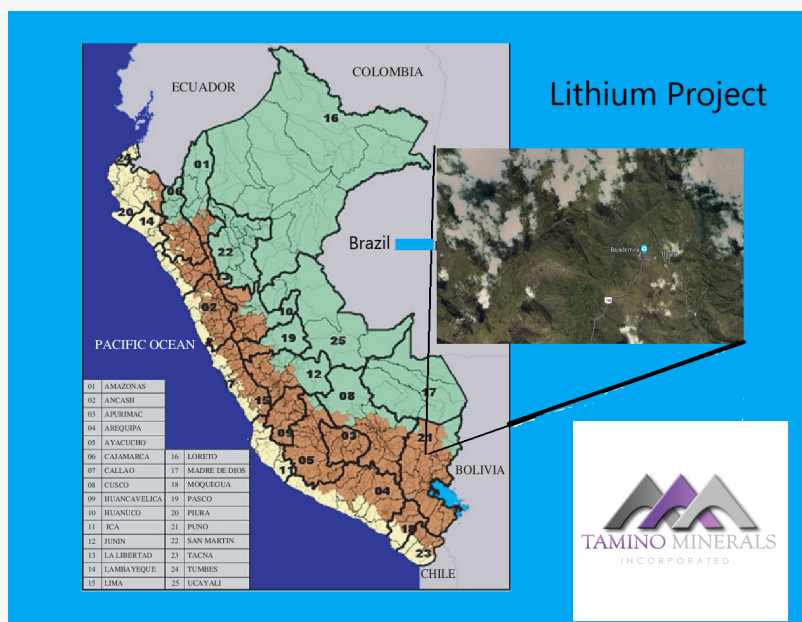 Lithium Project
ECUADOR
COLOMBIA
16
01
24
06
20
14
22
Brazil
02
10
25
19
PACIFIC OCEAN
12
7
08
17
15
03
21
09
05
11
BOLIVIA
04
18
23
CHILE
01 AMAZONAS
02 ANCASH
03 APURIMAC
04 AREQUIPA
05 AYACUCHO
06 CAJAMARCA
07 CALLAO
08 CUSCO
09 HUANCAVELICA
10 HUANUCO
11 ICA
12 JUNIN
13 LA LIBERTAD
14 LAMBAYEQUE
15 LIMA
16 LORETO
17 MADRE DE DIOS
18 MOQUEGUA
19 PASCO
20 PIURA
21 PUNO
22 SAN MARTIN
23 TACNA
24 TUMBES
25 UCAYALI
TAMINO MINERALS
INCORPORATED